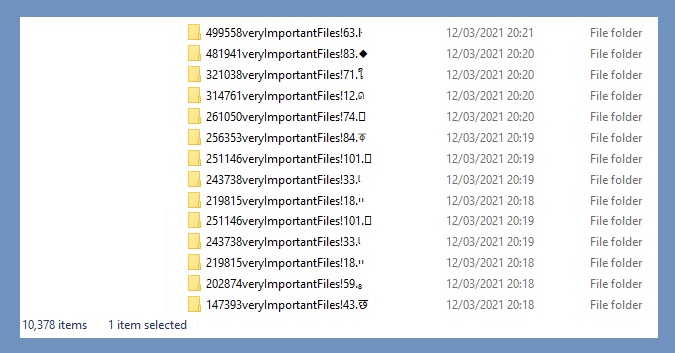 499558veryImportantFiles!63. 12/03/2021 20:21 File folder
481941veryImportantFiles!83.◆ 12/03/2021 20:20 File folder
321038veryImportantFiles!71. 12/03/2021 20:20 File folder
314761veryImportantFiles!12. 12/03/2021 20:20 File folder
261050veryImportantFiles!74.□ 12/03/2021 20:20 File folder
256353veryImportantFiles!84. 12/03/2021 20:19 File folder
251146veryImportantFiles!101.□ 12/03/2021 20:19 File folder
243738veryImportantFiles!33. 12/03/2021 20:19 File folder
219815veryImportantFiles!18. 12/03/2021 20:18 File folder
251146veryImportantFiles!101.□ 12/03/2021 20:19 File folder
243738veryImportantFiles!33. 12/03/2021 20:19 File folder
219815veryImportantFiles!18. 12/03/2021 20:18 File folder
202874veryImportantFiles!59. 12/03/2021 20:18 File folder
147393veryImportantFiles!43. 12/03/2021 20:18 File folder
10,378 items 1 item selected